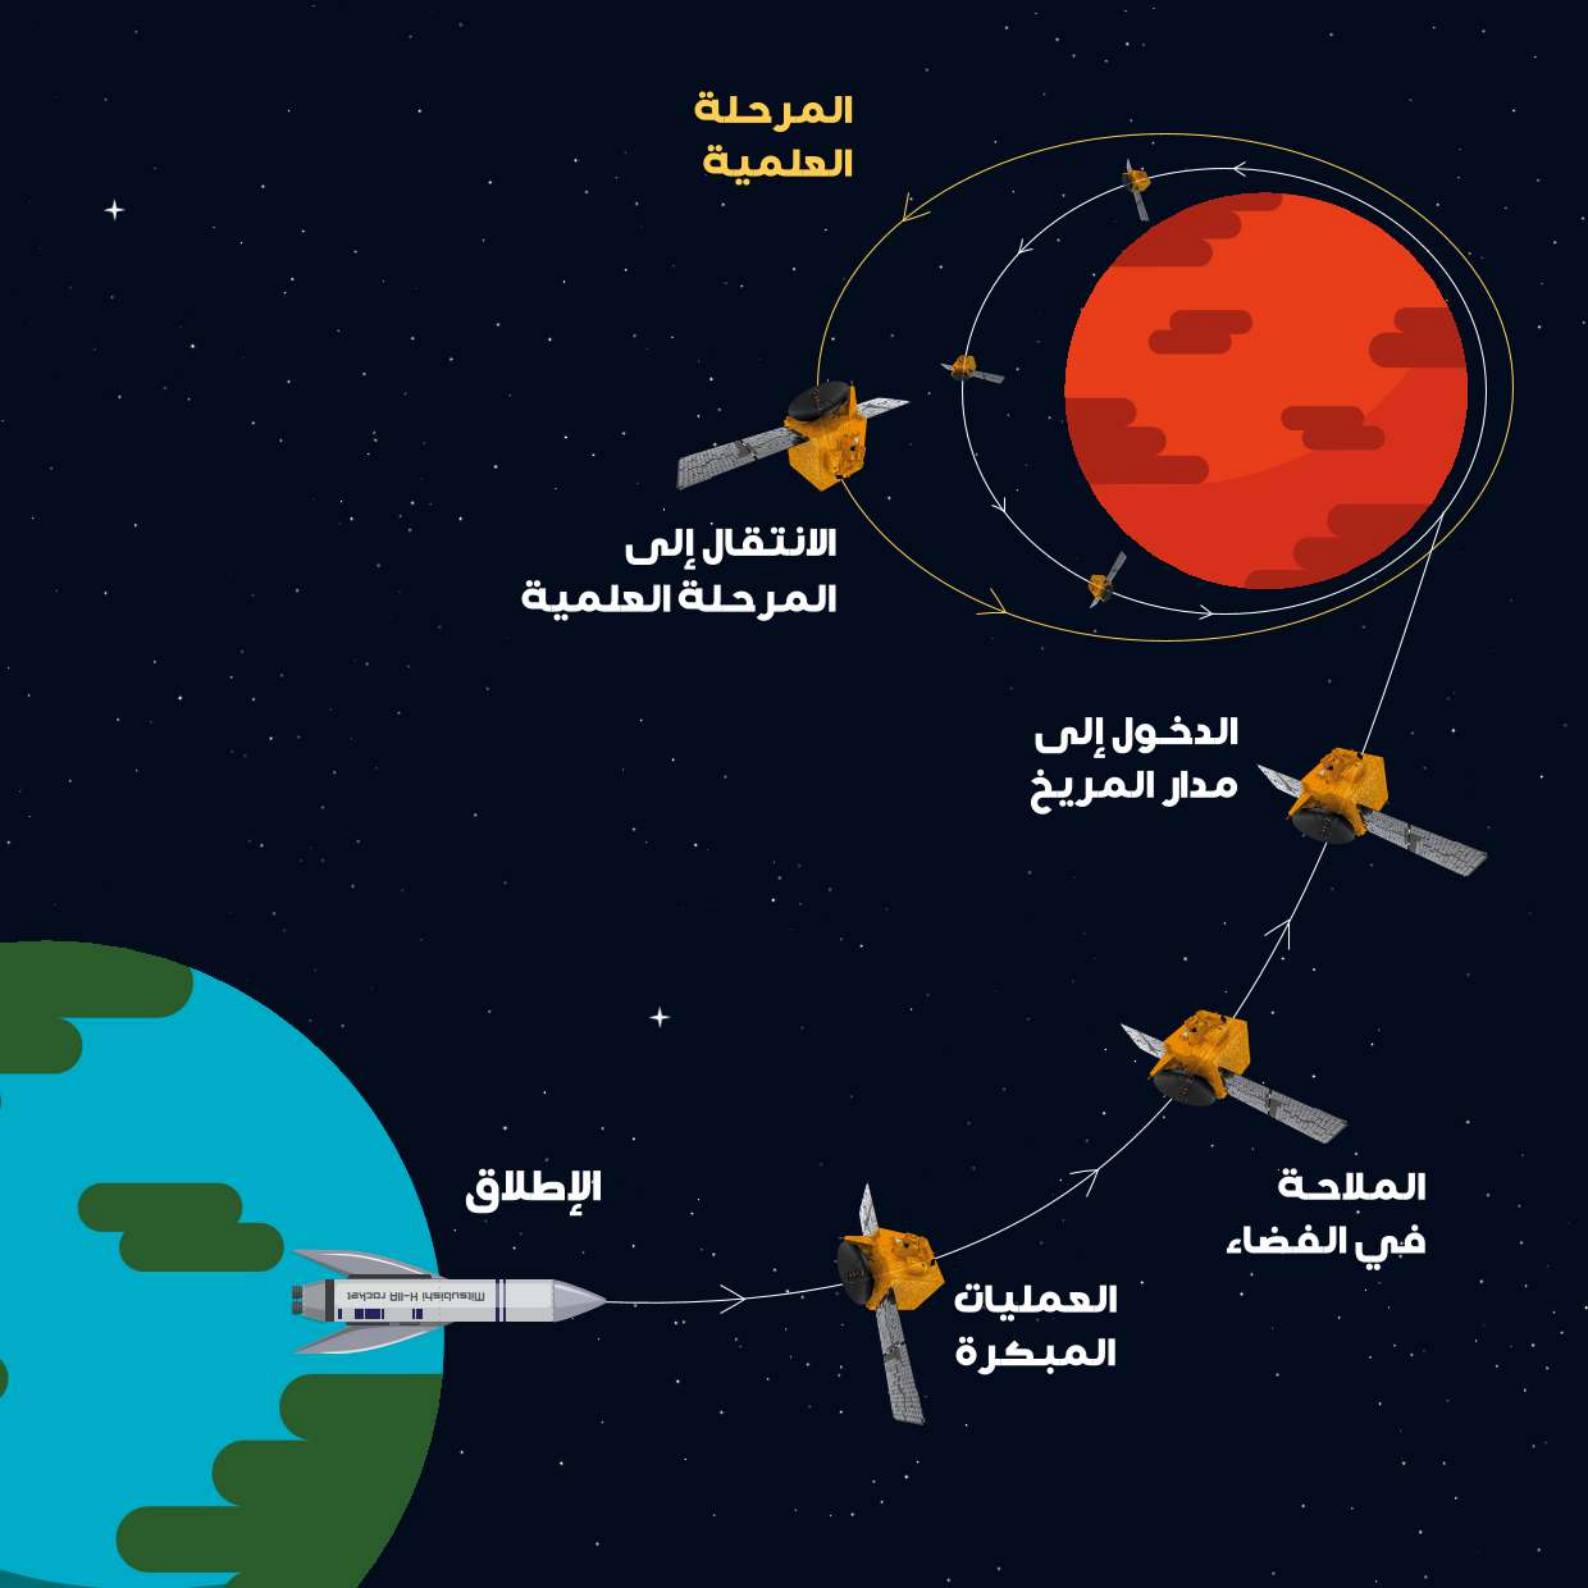 المرحلة
العلمية
الانتقال إلى
المرحلة العلمية
الدخول إلى
مدار المريخ
الملاحة
في الفضاء
العمليات
المبكرة
الإطلاق
Mitsubishi H-IIA rocket